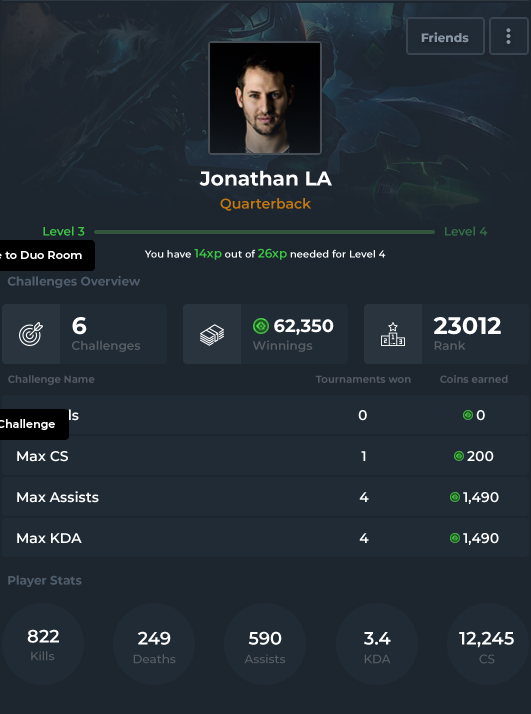 Friends
Jonathan LA
Quarterback
Level 3
Level 4
to Duo Room
You have 14xp out of 26xp needed for Level 4
Challenges Overview
6
Challenges
62,350
Winnings
23012
Rank
Challenge Name Tournaments won Coins earned
0 0
Challenge
Max CS 1 200
Max Assists 4 1,490
Max KDA 4 1,490
Player Stats
822
Kills
249
Deaths
590
Assists
3.4
KDA
12,245
CS